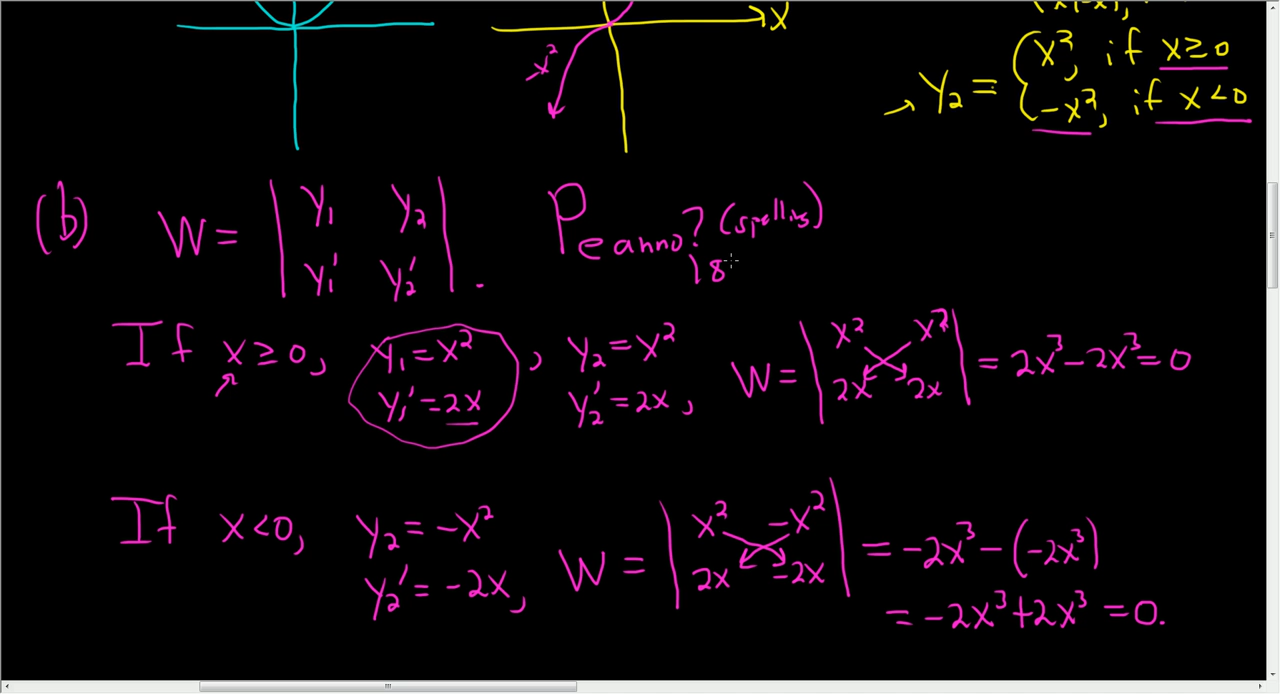 X
-x²
Y₂ = { x², if x ≥ 0
-x², if x < 0
(b) W = | Y₁ Y₂ |
| Y₁' Y₂' | .
Peanno? (spelling)
18
If x ≥ 0, y₁ = x², y₂ = x²
y₁' = 2x y₂' = 2x,
W = | x² x² |
| 2x 2x | = 2x³ - 2x³ = 0
If x < 0, y₂ = -x²
y₂' = -2x,
W = | x² -x² |
| 2x -2x | = -2x³ - (-2x³)
= -2x³ + 2x³ = 0.